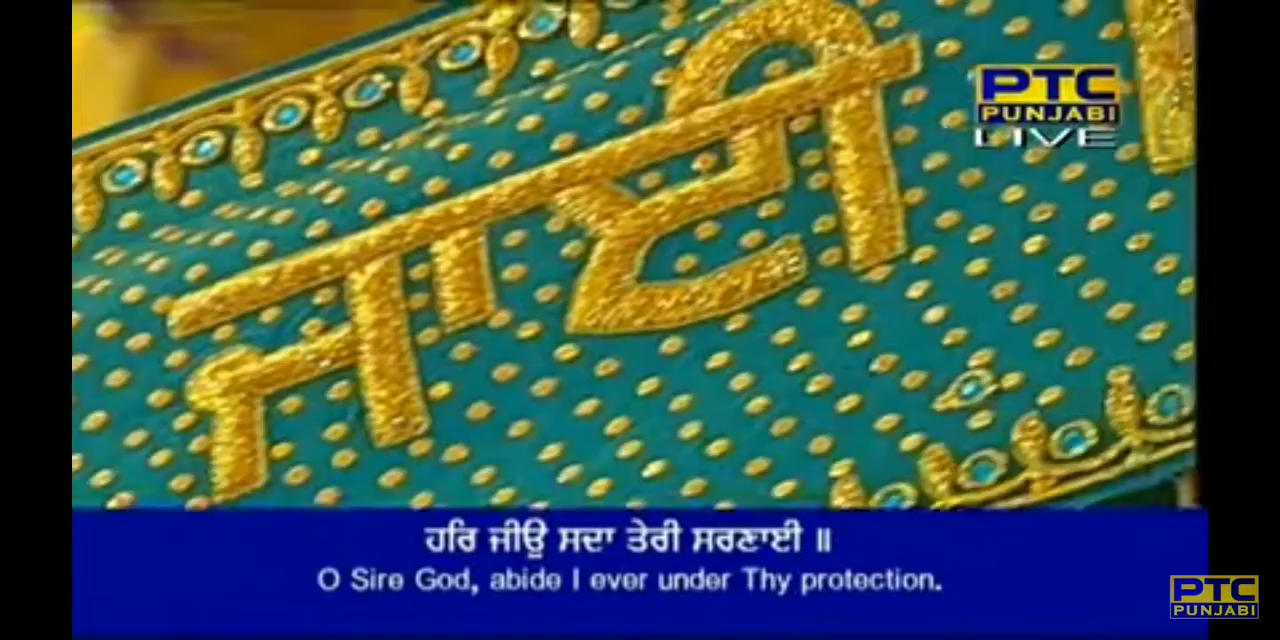 PTC
PUNJABI
LIVE
ਜਾਦੀ
ਹਰਿ ਜੀਉ ਸਦਾ ਤੇਰੀ ਸਰਣਾਈ ॥
O Sire God, abide I ever under Thy protection.
PTC
PUNJABI